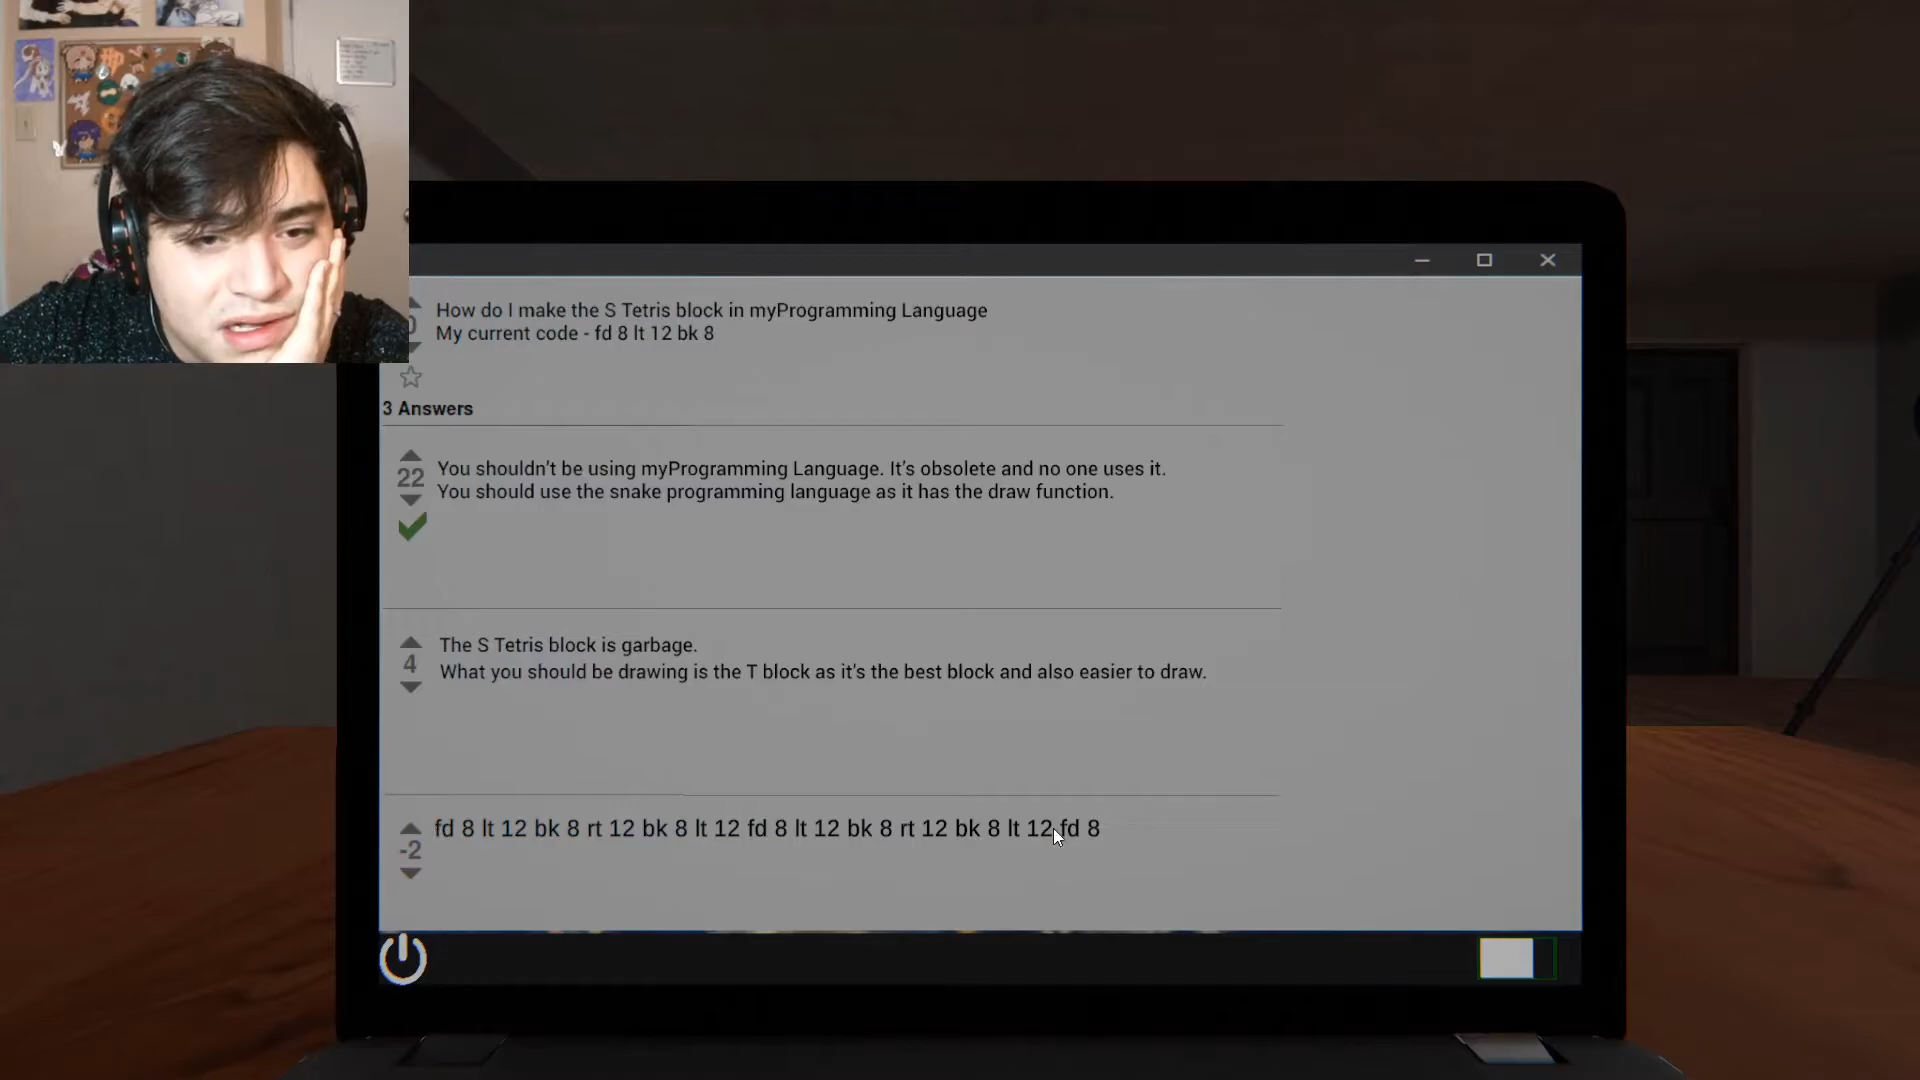 How do I make the S Tetris block in myProgramming Language
My current code - fd 8 lt 12 bk 8
3 Answers
22
You shouldn't be using myProgramming Language. It's obsolete and no one uses it.
You should use the snake programming language as it has the draw function.
4
The S Tetris block is garbage.
What you should be drawing is the T block as it's the best block and also easier to draw.
-2
fd 8 lt 12 bk 8 rt 12 bk 8 lt 12 fd 8 lt 12 bk 8 rt 12 bk 8 lt 12 fd 8